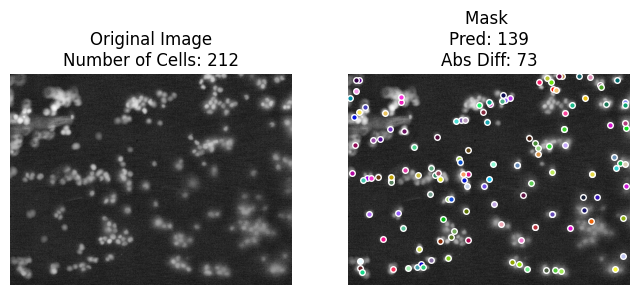 Original Image
Number of Cells: 212
Mask
Pred: 139
Abs Diff: 73